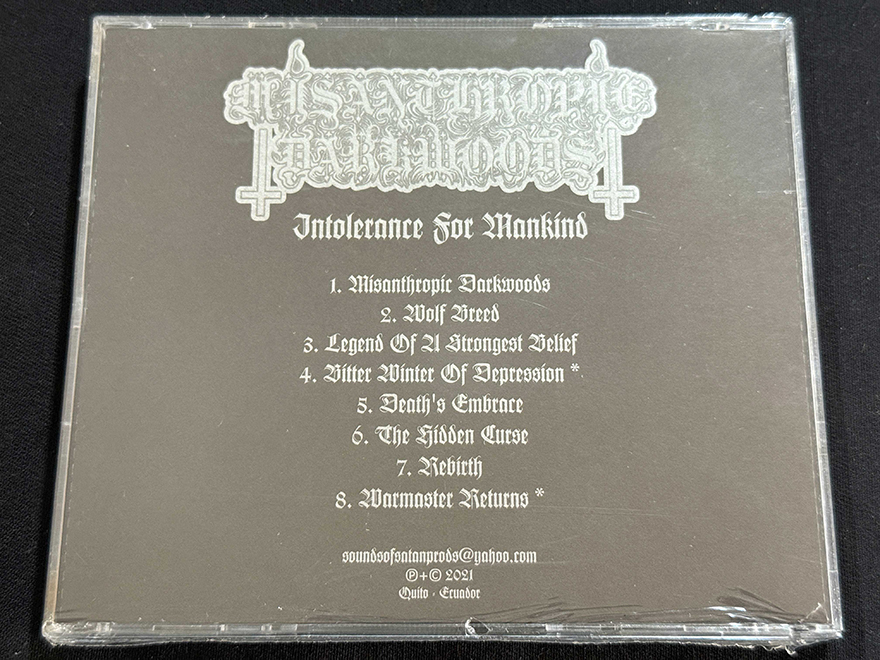 MISANTHROPIC
DARKWOODS
Intolerance For Mankind
1. Misanthropic Darkwoods
2. Wolf Breed
3. Legend Of A Strongest Belief
4. Bitter Winter Of Depression *
5. Death's Embrace
6. The Hidden Curse
7. Rebirth
8. Warmaster Returns *
soundsofsatanprods@yahoo.com
℗+© 2021
Quito - Ecuador